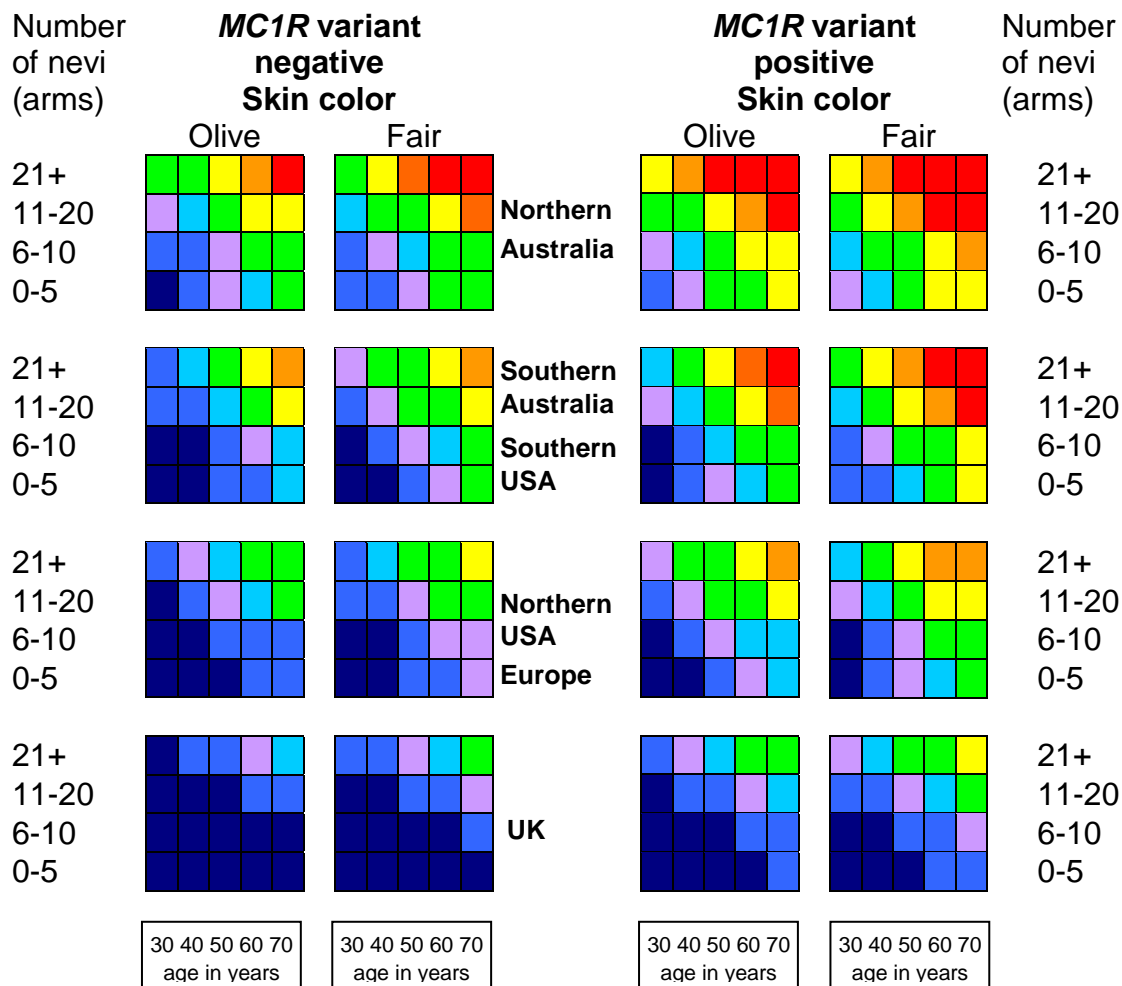 Number MC1R variant MC1R variant Number
of nevi negative positive of nevi
(arms) Skin color Skin color (arms)
Olive Fair Olive Fair
21+ 21+
11-20 Northern 11-20
6-10 Australia 6-10
0-5 0-5
21+ Southern 21+
11-20 Australia 11-20
6-10 Southern 6-10
0-5 USA 0-5
21+ 21+
11-20 Northern 11-20
6-10 USA 6-10
0-5 Europe 0-5
21+ 21+
11-20 11-20
6-10 UK 6-10
0-5 0-5
30 40 50 60 70 30 40 50 60 70 30 40 50 60 70 30 40 50 60 70
age in years age in years age in years age in years